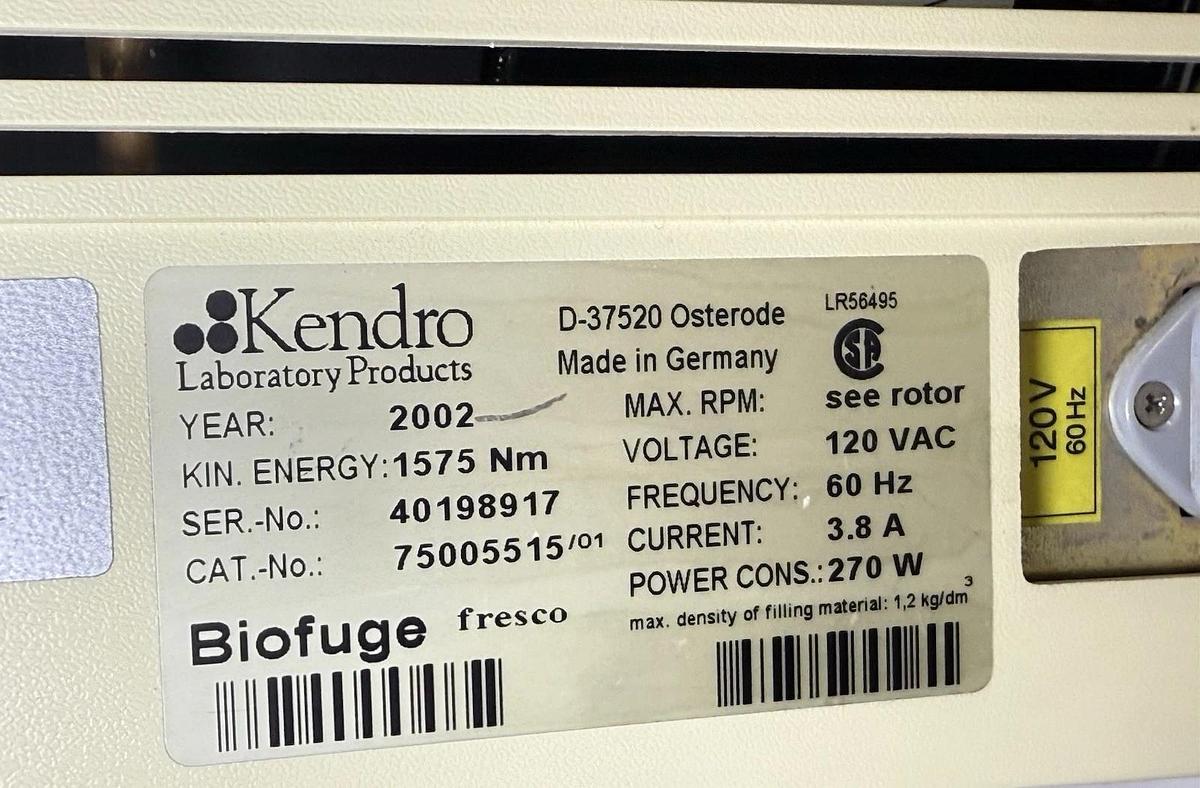 Kendro
Laboratory Products
YEAR: 2002
KIN. ENERGY: 1575 Nm
SER.-No.: 40198917
CAT.-No.: 75005515/01
Biofuge fresco
D-37520 Osterode
Made in Germany
LR56495
SA
MAX. RPM: see rotor
VOLTAGE: 120 VAC
FREQUENCY: 60 Hz
CURRENT: 3.8 A
POWER CONS.: 270 W
max. density of filling material: 1,2 kg/dm³
120V
60Hz